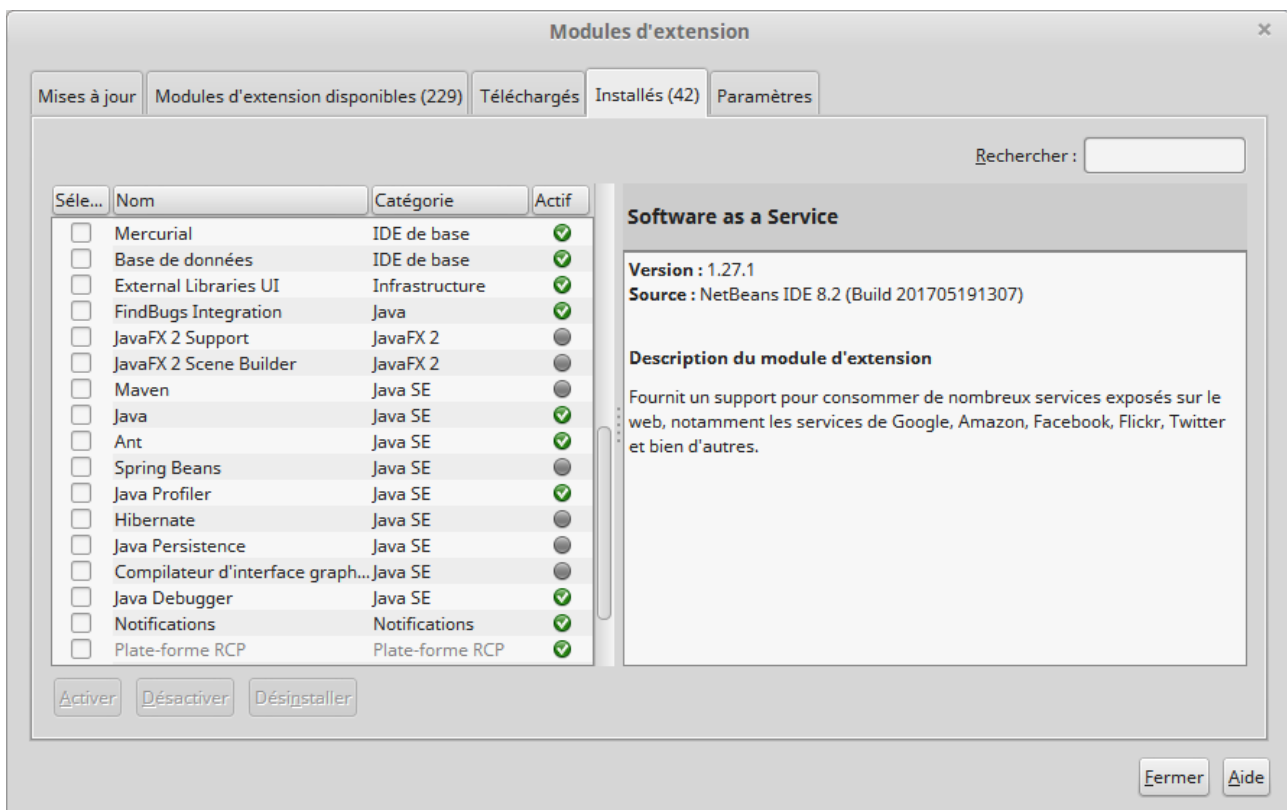 Modules d'extension
Mises à jour Modules d'extension disponibles (229) Téléchargés Installés (42) Paramètres
Rechercher :
Séle... Nom Catégorie Actif
Mercurial IDE de base
Base de données IDE de base
External Libraries UI Infrastructure
FindBugs Integration Java
JavaFX 2 Support JavaFX 2
JavaFX 2 Scene Builder JavaFX 2
Maven Java SE
Java Java SE
Ant Java SE
Spring Beans Java SE
Java Profiler Java SE
Hibernate Java SE
Java Persistence Java SE
Compilateur d'interface graph... Java SE
Java Debugger Java SE
Notifications Notifications
Plate-forme RCP Plate-forme RCP
Software as a Service
Version : 1.27.1
Source : NetBeans IDE 8.2 (Build 201705191307)
Description du module d'extension
Fournit un support pour consommer de nombreux services exposés sur le
web, notamment les services de Google, Amazon, Facebook, Flickr, Twitter
et bien d'autres.
Activer Désactiver Désinstaller
Fermer Aide